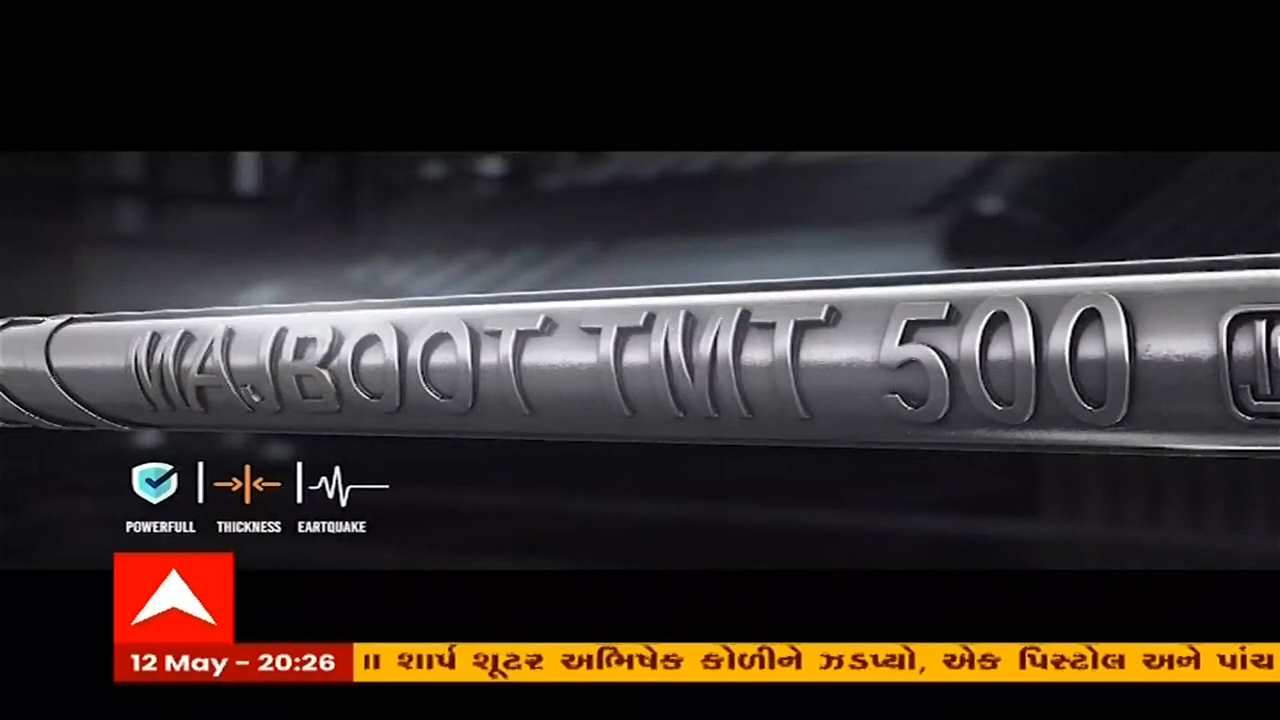 MAJBOOT TMT 500
POWERFULL THICKNESS EARTQUAKE
12 May - 20:26 શાર્પ શૂટર અભિષેક કોળીને ઝડપ્યો, એક પિસ્ટોલ અને પાંચ